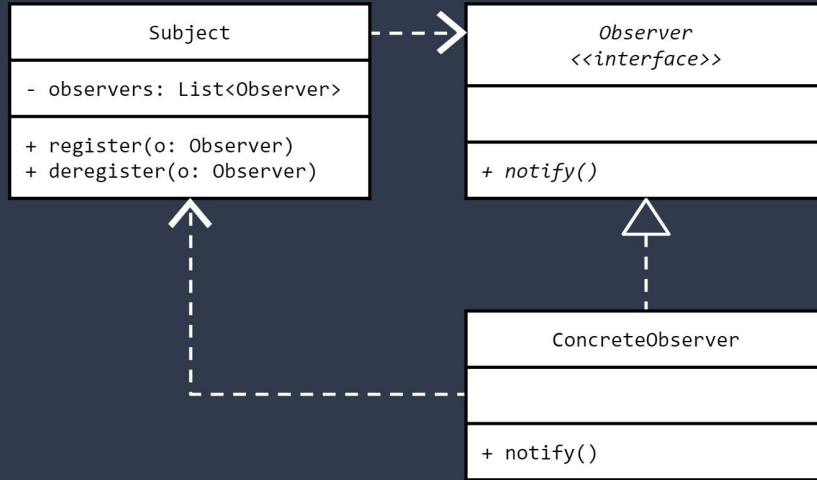 Subject
- observers: List<Observer>
+ register(o: Observer)
+ deregister(o: Observer)
Observer
<<interface>>
+ notify()
ConcreteObserver
+ notify()